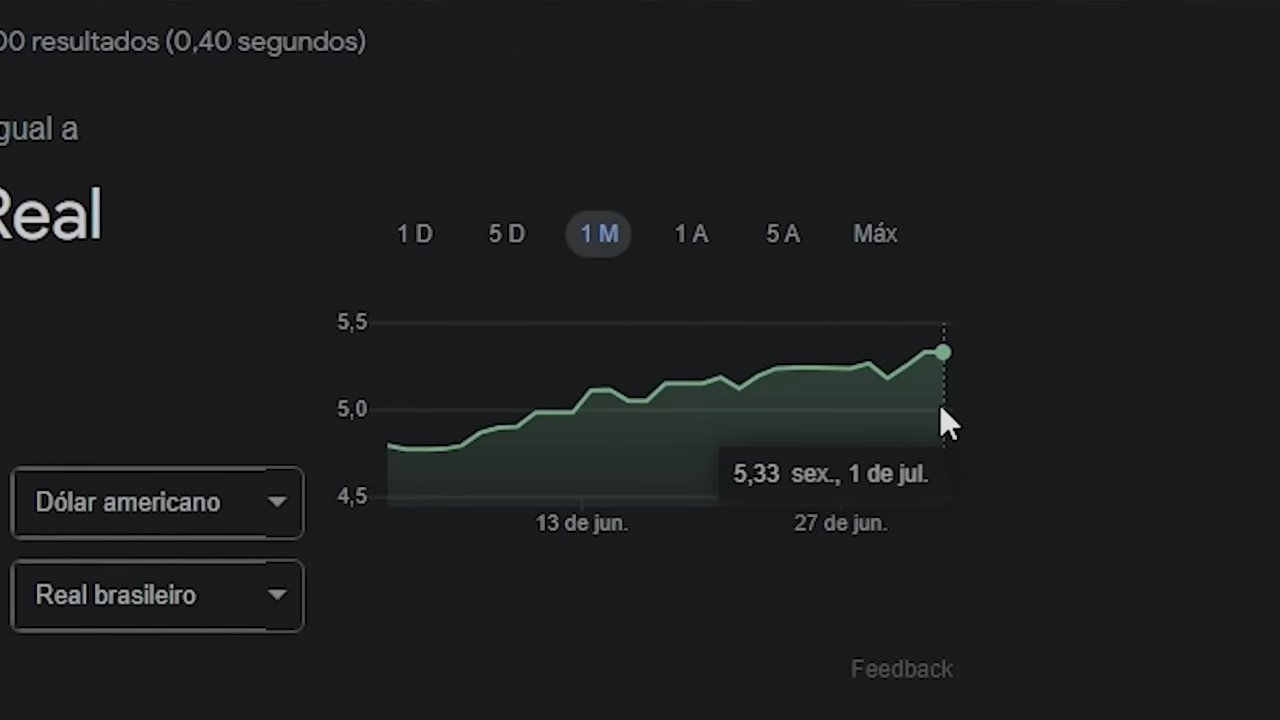 00 resultados (0,40 segundos)
gual a
Real
1 D 5 D 1 M 1 A 5 A Máx
5,5
5,0
4,5
5,33 sex., 1 de jul.
13 de jun. 27 de jun.
Dólar americano
Real brasileiro
Feedback